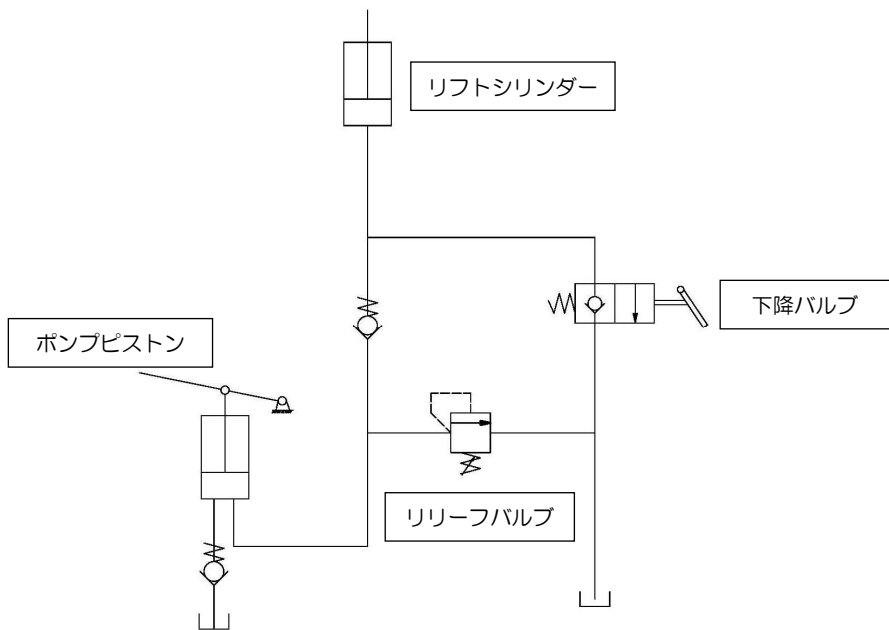 リフトシリンダー
下降バルブ
ポンプピストン
リリーフバルブ